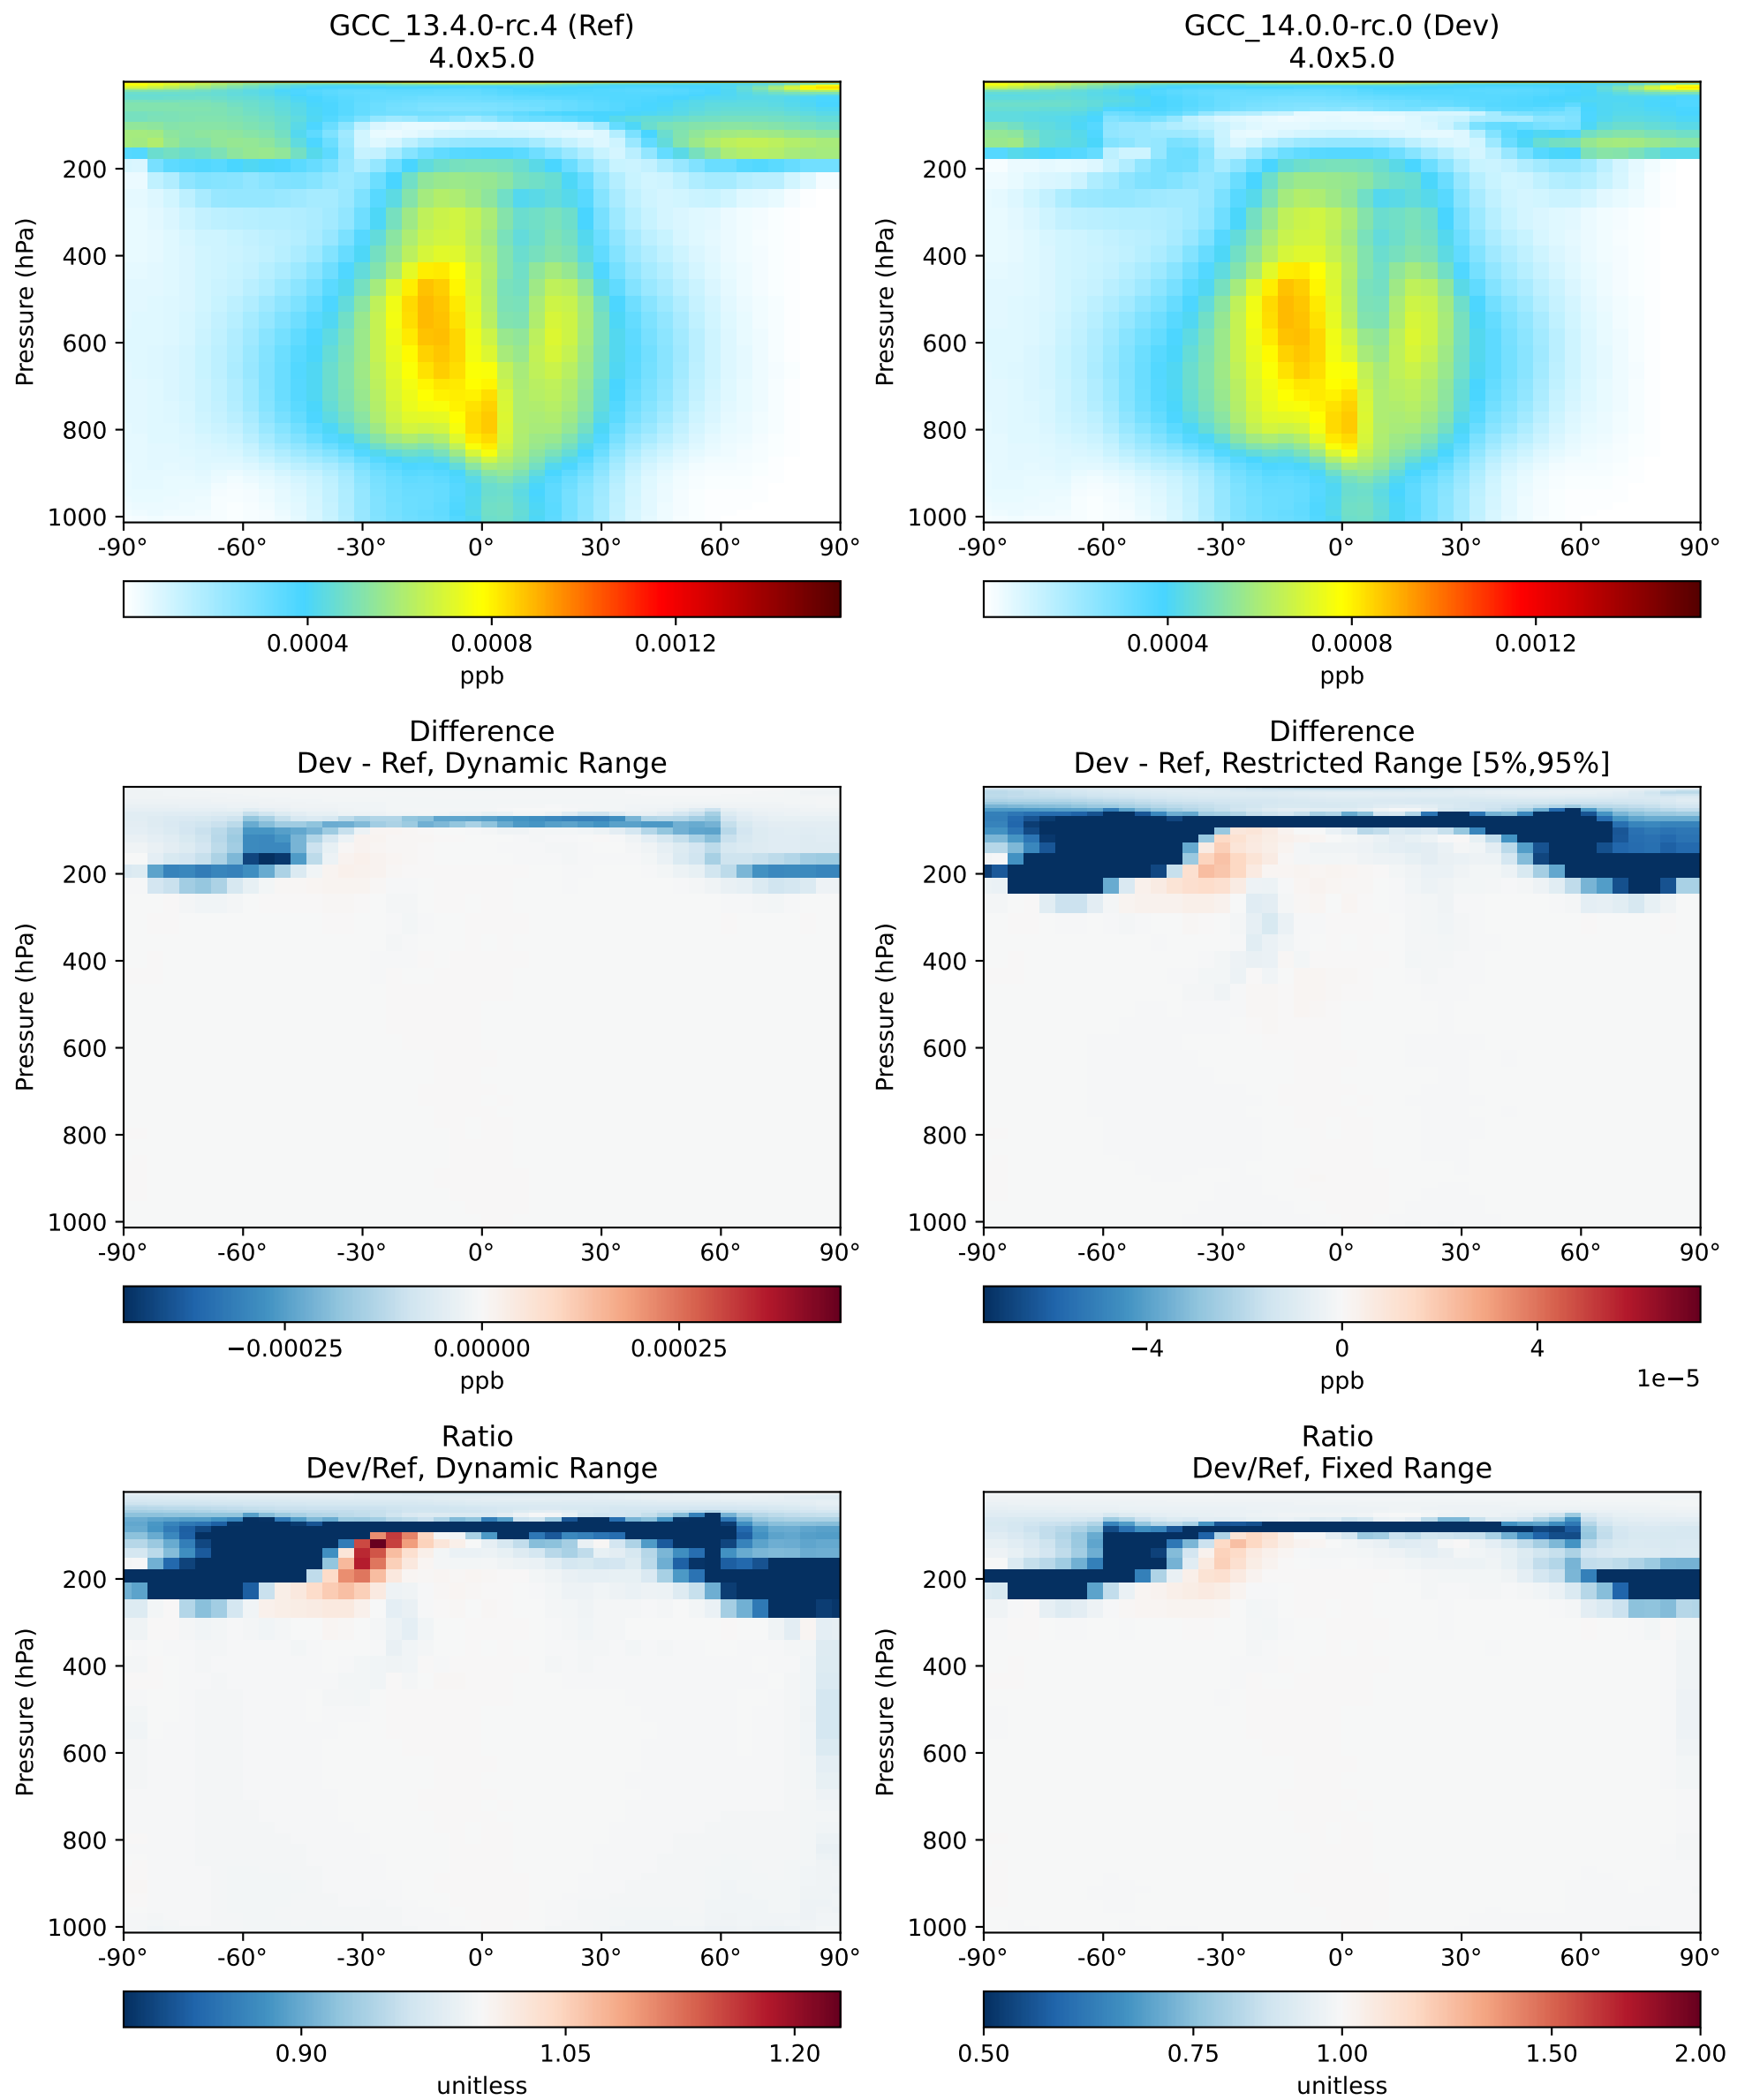 GCC_13.4.0-rc.4 (Ref)
4.0x5.0
Pressure (hPa)
200
400
600
800
1000
-90° -60° -30° 0° 30° 60° 90°
0.0004 0.0008 0.0012
ppb
GCC_14.0.0-rc.0 (Dev)
4.0x5.0
Pressure (hPa)
200
400
600
800
1000
-90° -60° -30° 0° 30° 60° 90°
0.0004 0.0008 0.0012
ppb
Difference
Dev - Ref, Dynamic Range
Pressure (hPa)
200
400
600
800
1000
-90° -60° -30° 0° 30° 60° 90°
−0.00025 0.00000 0.00025
ppb
Difference
Dev - Ref, Restricted Range [5%,95%]
Pressure (hPa)
200
400
600
800
1000
-90° -60° -30° 0° 30° 60° 90°
−4 0 4
ppb 1e−5
Ratio
Dev/Ref, Dynamic Range
Pressure (hPa)
200
400
600
800
1000
-90° -60° -30° 0° 30° 60° 90°
0.90 1.05 1.20
unitless
Ratio
Dev/Ref, Fixed Range
Pressure (hPa)
200
400
600
800
1000
-90° -60° -30° 0° 30° 60° 90°
0.50 0.75 1.00 1.50 2.00
unitless